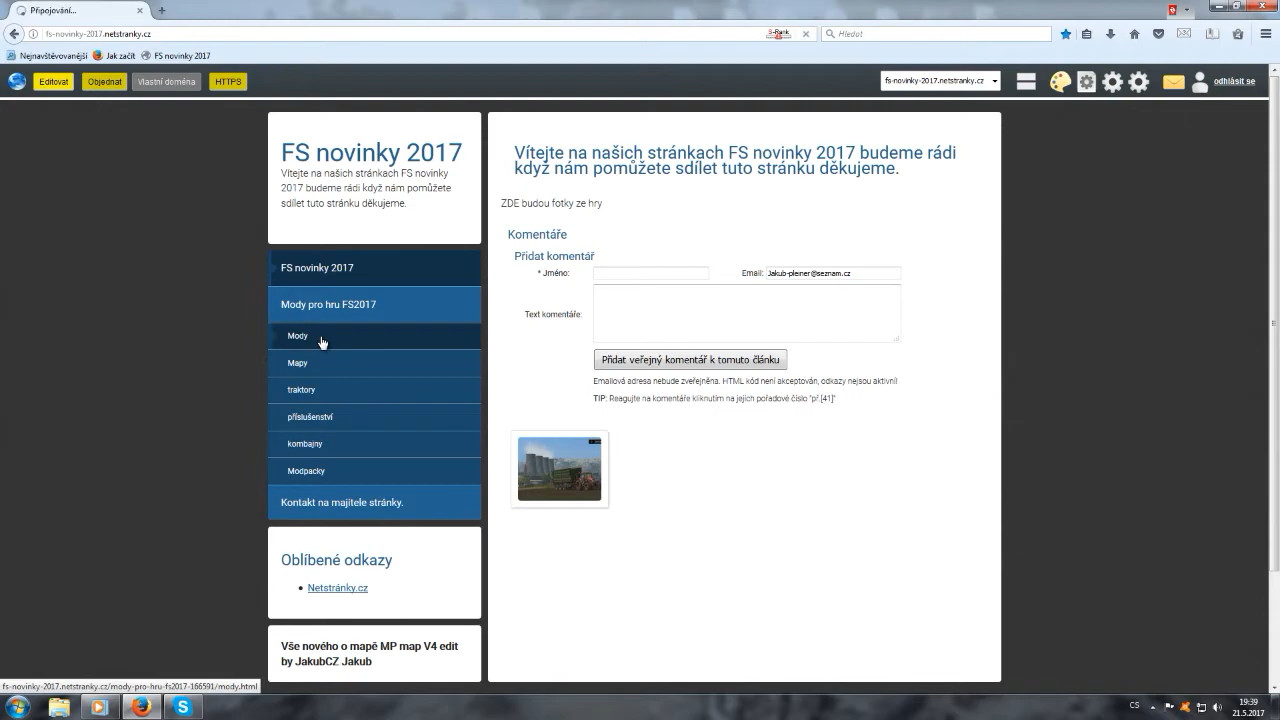 Připojování...
fs-novinky-2017.netstranky.cz
S-Rank
Hledat
Nejnavštěvovanější
Jak začít
FS novinky 2017
Editovat
Objednat
Vlastní doména
HTTPS
fs-novinky-2017.netstranky.cz
odhlásit se
FS novinky 2017
Vítejte na našich stránkách FS novinky
2017 budeme rádi když nám pomůžete
sdílet tuto stránku děkujeme.
FS novinky 2017
Mody pro hru FS2017
Mody
Mapy
traktory
příslušenství
kombajny
Modpacky
Kontakt na majitele stránky.
Oblíbené odkazy
Netstránky.cz
Vše nového o mapě MP map V4 edit
by JakubCZ Jakub
Vítejte na našich stránkách FS novinky 2017 budeme rádi
když nám pomůžete sdílet tuto stránku děkujeme.
ZDE budou fotky ze hry
Komentáře
Přidat komentář
* Jméno:
Email: Jakub-pleiner@seznam.cz
Text komentáře:
Přidat veřejný komentář k tomuto článku
Emailová adresa nebude zveřejněna. HTML kód není akceptován, odkazy nejsou aktivní!
TIP: Reagujte na komentáře kliknutím na jejich pořadové číslo "př.[41]"
fs-novinky-2017.netstranky.cz/mody-pro-hru-fs2017-166591/mody.html
CS
19:39
21.5.2017